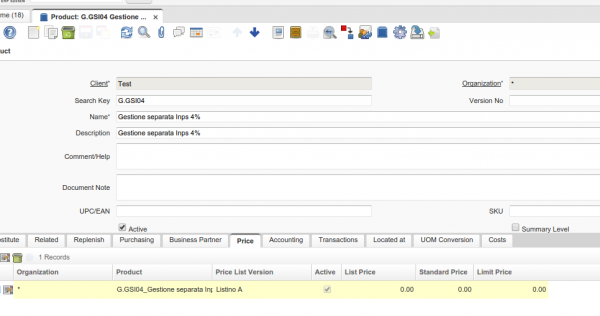 me (18) Product: G.GSI04 Gestione ... ×
uct
Client* Test Organization* *
Search Key G.GSI04 Version No
Name* Gestione separata Inps 4%
Description Gestione separata Inps 4%
Comment/Help
Document Note
UPC/EAN SKU
Active Summary Level
stitute Related Replenish Purchasing Business Partner Price Accounting Transactions Located at UOM Conversion Costs
1 Records
Organization Product Price List Version Active List Price Standard Price Limit Price
* G.GSI04_Gestione separata Inp Listino A 0.00 0.00 0.00